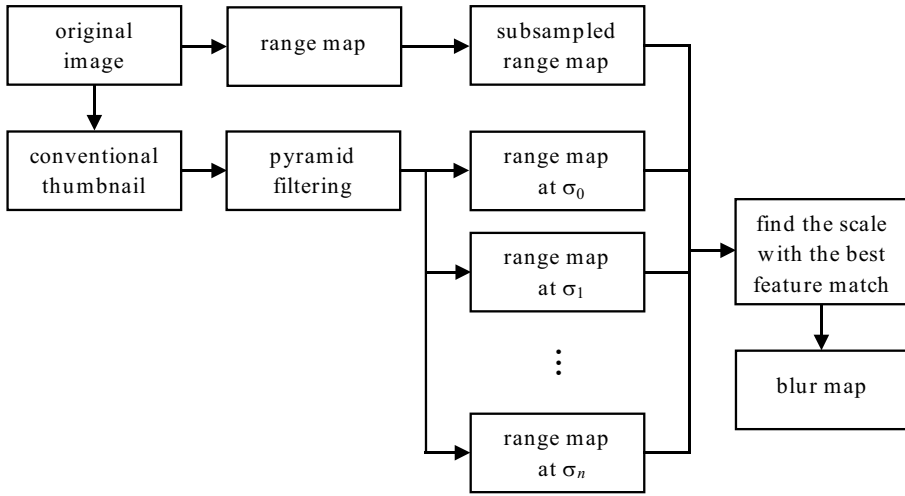 original
image
range map
subsampled
range map
conventional
thumbnail
pyramid
filtering
range map
at σ0
range map
at σ1
⋮
range map
at σn
find the scale
with the best
feature match
blur map